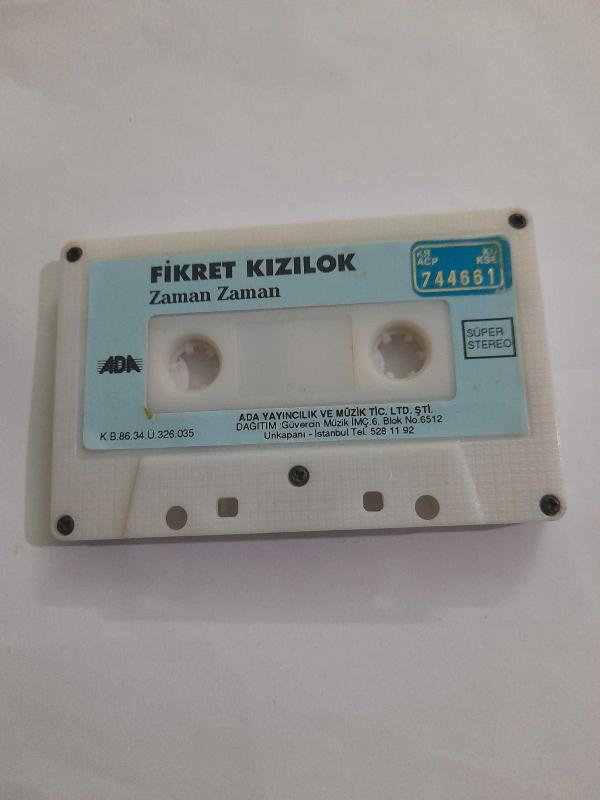 FİKRET KIZILOK
Zaman Zaman
KB KÜ
ACP KSE
744661
SÜPER
STEREO
ADA
ADA YAYINCILIK VE MÜZİK TİC. LTD. ŞTİ.
DAĞITIM :Güvercin Müzik İMÇ.6. Blok No.6512
Unkapanı - İstanbul Tel. 528 11 92
K.B.86.34.Ü.326.035